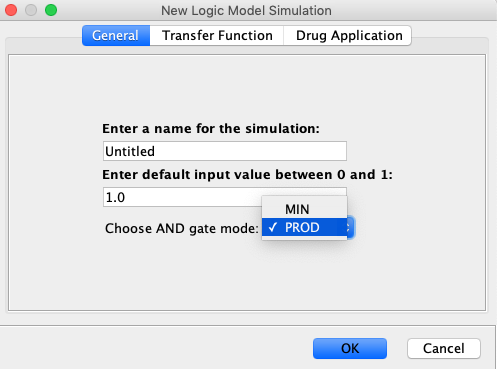 New Logic Model Simulation
General Transfer Function Drug Application
Enter a name for the simulation:
Untitled
Enter default input value between 0 and 1:
1.0
MIN
Choose AND gate mode: ✓ PROD
OK Cancel